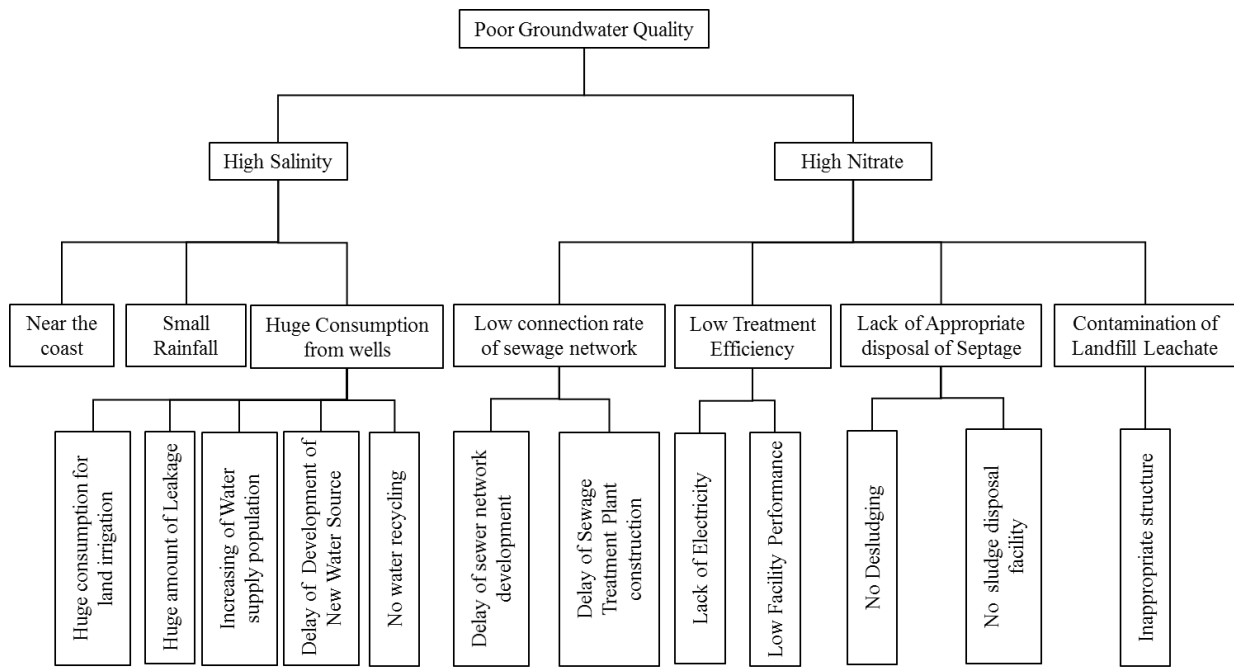 Poor Groundwater Quality
High Salinity
High Nitrate
Near the
coast
Small
Rainfall
Huge Consumption
from wells
Low connection rate
of sewage network
Low Treatment
Efficiency
Lack of Appropriate
disposal of Septage
Contamination of
Landfill Leachate
Huge consumption for
land irrigation
Huge amount of Leakage
Increasing of Water
supply population
Delay of Development of
New Water Source
No water recycling
Delay of sewer network
development
Delay of Sewage
Treatment Plant
construction
Lack of Electricity
Low Facility Performance
No Desludging
No sludge disposal
facility
Inappropriate structure